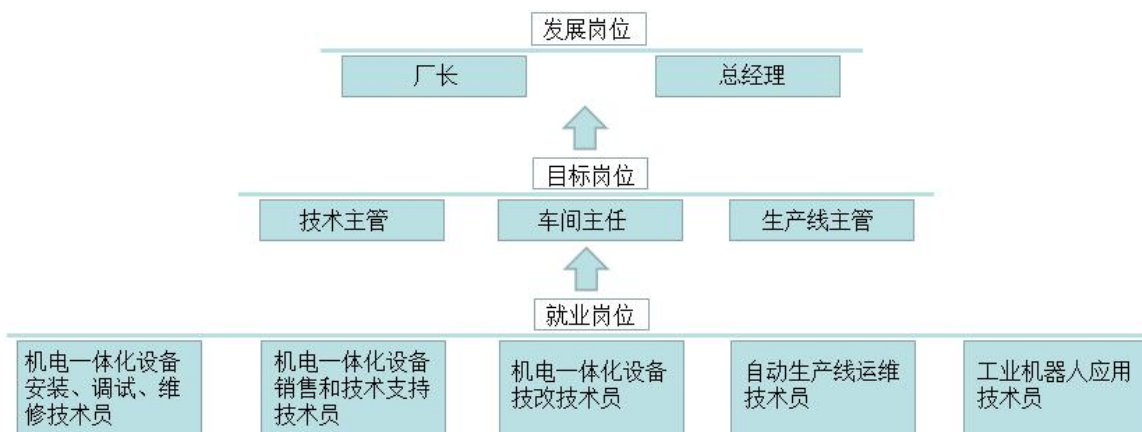 发展岗位
厂长
总经理
目标岗位
技术主管
车间主任
生产线主管
就业岗位
机电一体化设备
安装、调试、维
修技术员
机电一体化设备
销售和技术支持
技术员
机电一体化设备
技改技术员
自动生产线运维
技术员
工业机器人应用
技术员